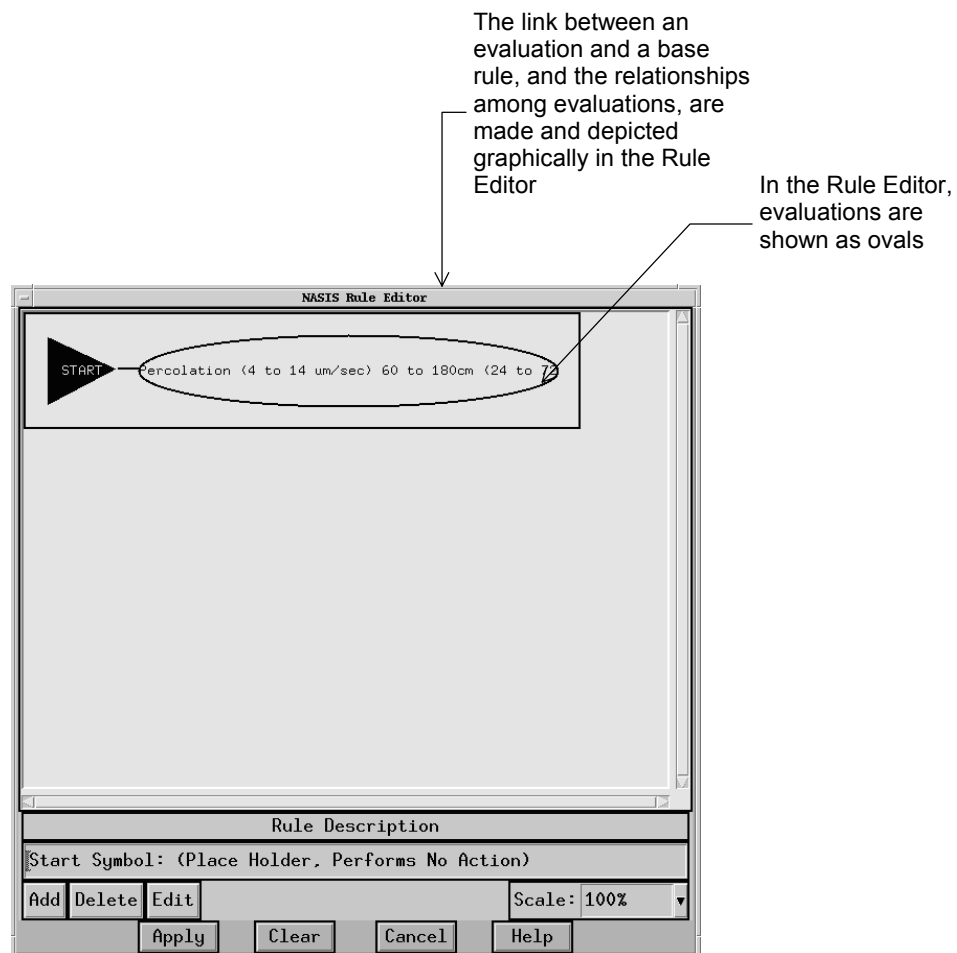 The link between an
evaluation and a base
rule, and the relationships
among evaluations, are
made and depicted
graphically in the Rule
Editor
In the Rule Editor,
evaluations are
shown as ovals
NASIS Rule Editor
START
Percolation (4 to 14 um/sec) 60 to 180cm (24 to 72
Rule Description
Start Symbol: (Place Holder, Performs No Action)
Add Delete Edit Scale: 100%
Apply Clear Cancel Help